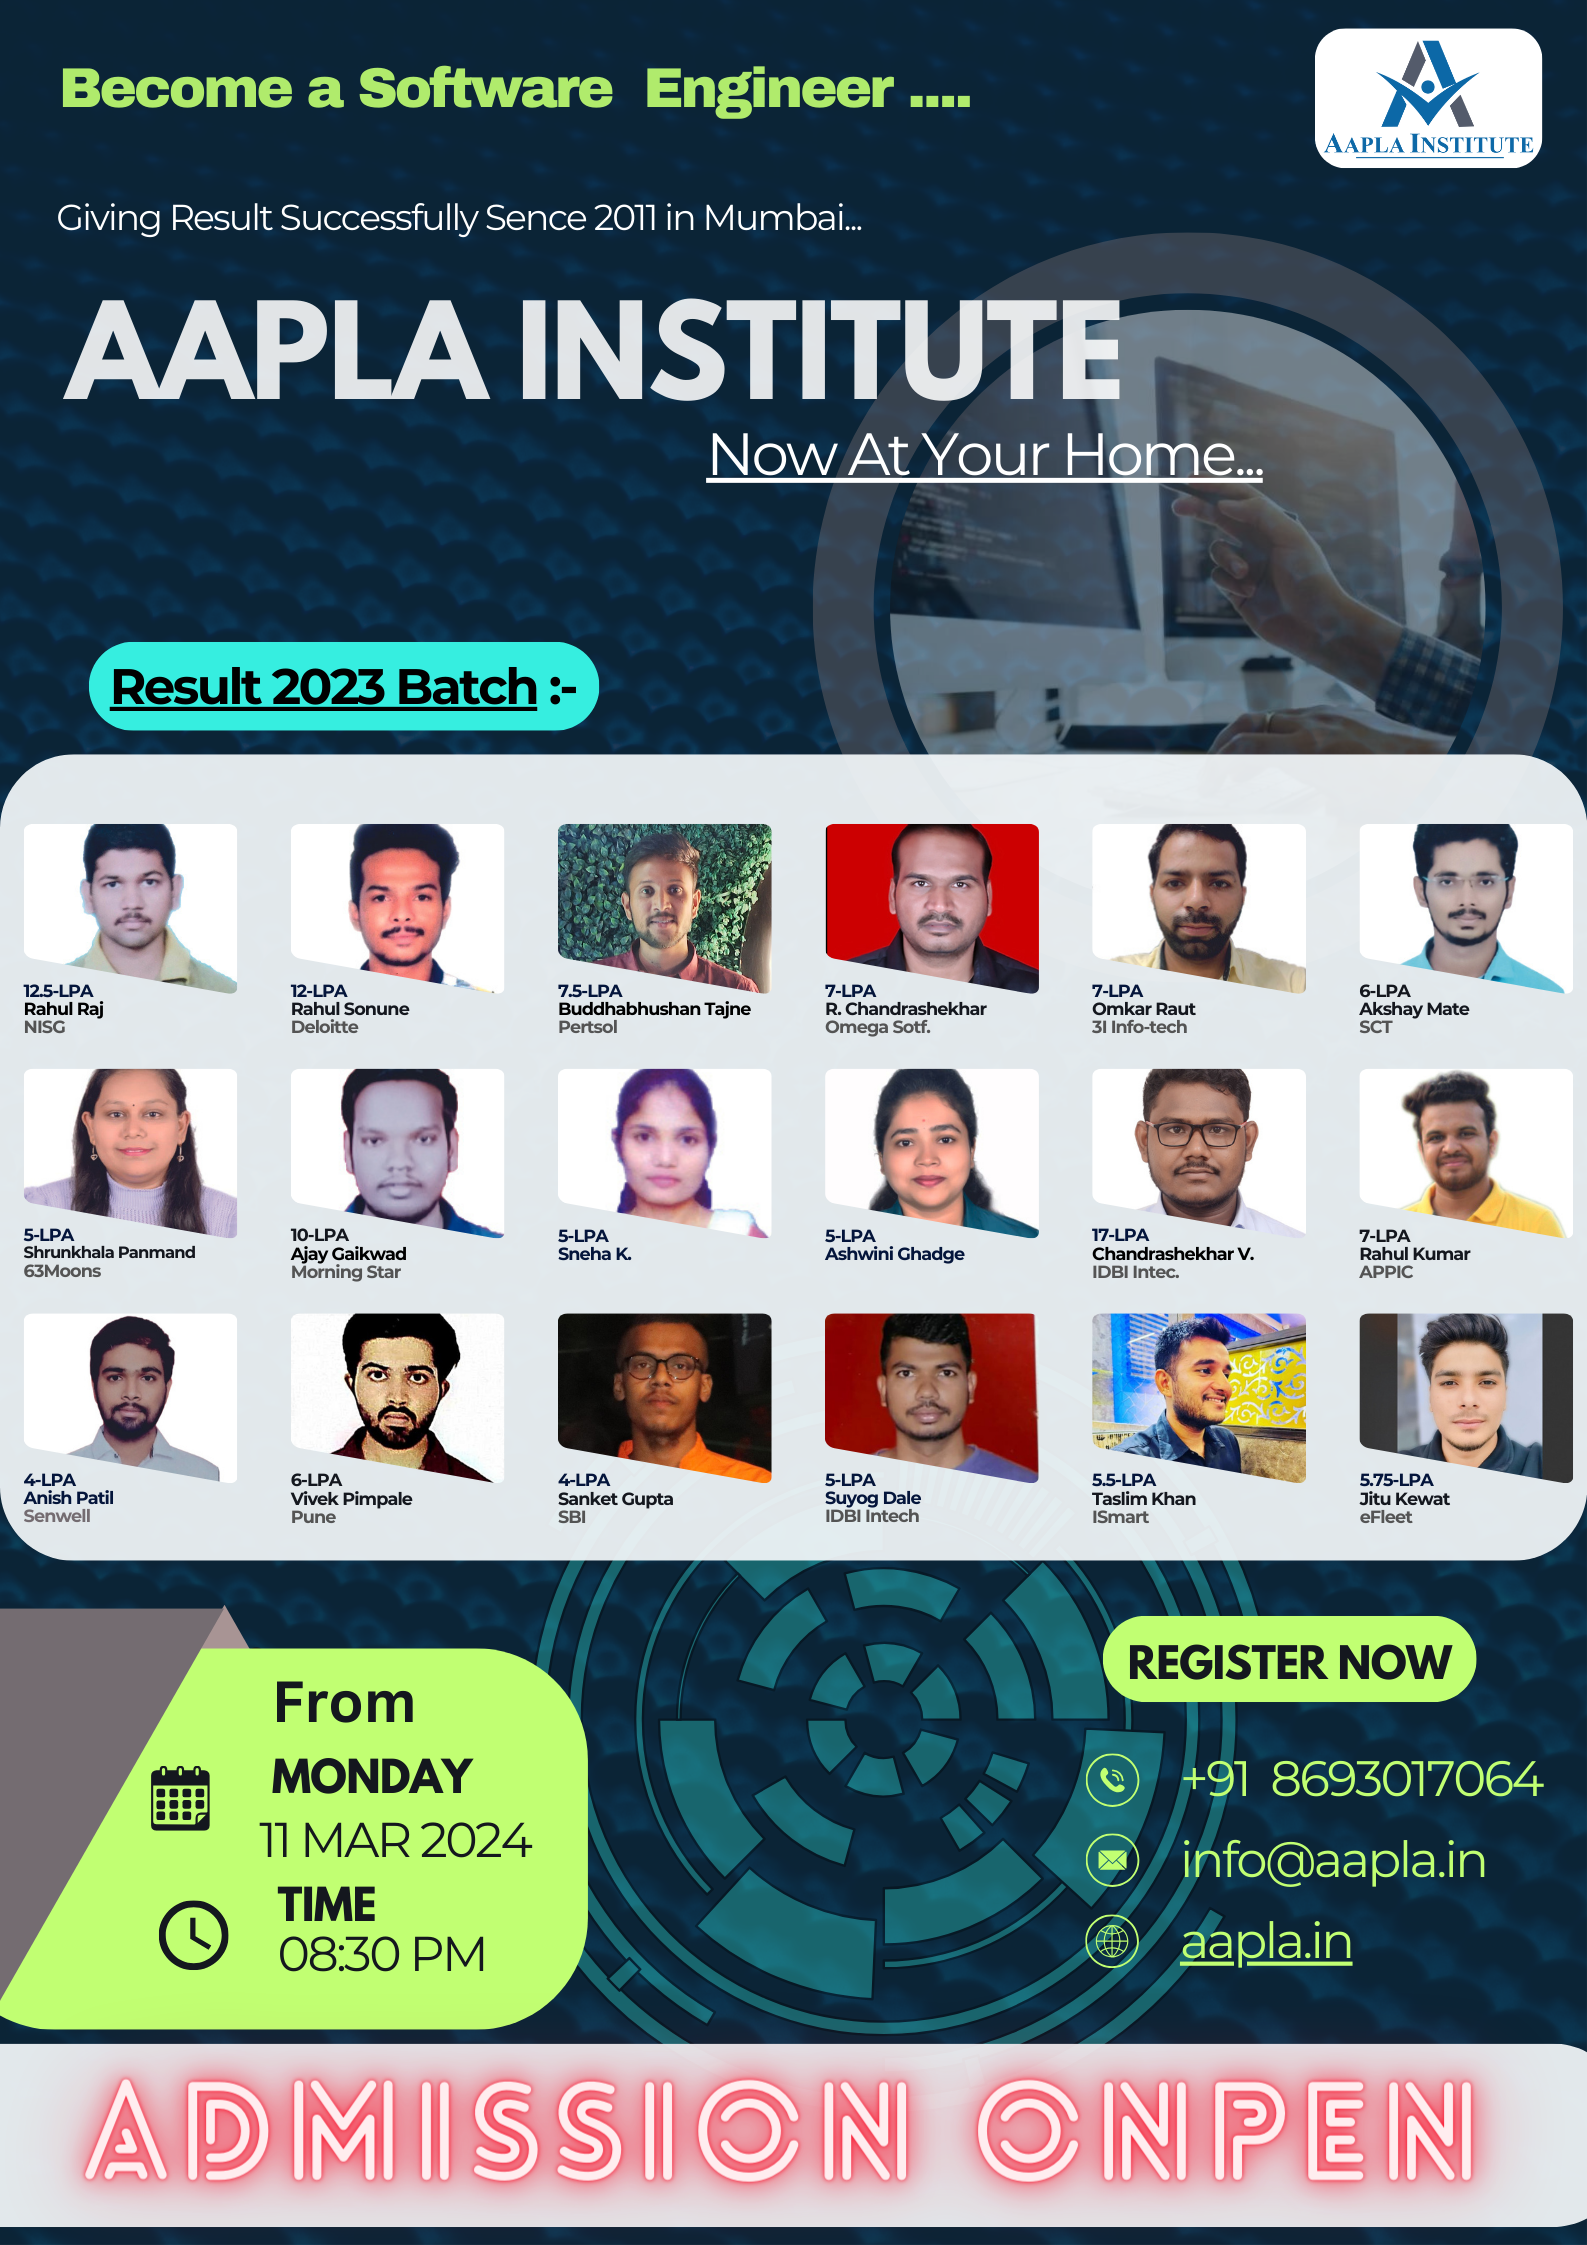 Become a Software Engineer ....
AAPLA INSTITUTE
Giving Result Successfully Sence 2011 in Mumbai...
AAPLA INSTITUTE
Now At Your Home...
Result 2023 Batch :-
12.5-LPA
Rahul Raj
NISG
12-LPA
Rahul Sonune
Deloitte
7.5-LPA
Buddhabhushan Tajne
Pertsol
7-LPA
R. Chandrashekhar
Omega Sotf.
7-LPA
Omkar Raut
3I Info-tech
6-LPA
Akshay Mate
SCT
5-LPA
Shrunkhala Panmand
63Moons
10-LPA
Ajay Gaikwad
Morning Star
5-LPA
Sneha K.
5-LPA
Ashwini Ghadge
17-LPA
Chandrashekhar V.
IDBI Intec.
7-LPA
Rahul Kumar
APPIC
4-LPA
Anish Patil
Senwell
6-LPA
Vivek Pimpale
Pune
4-LPA
Sanket Gupta
SBI
5-LPA
Suyog Dale
IDBI Intech
5.5-LPA
Taslim Khan
ISmart
5.75-LPA
Jitu Kewat
eFleet
From
MONDAY
11 MAR 2024
TIME
08:30 PM
REGISTER NOW
+91 8693017064
info@aapla.in
aapla.in
ADMISSION ONPEN